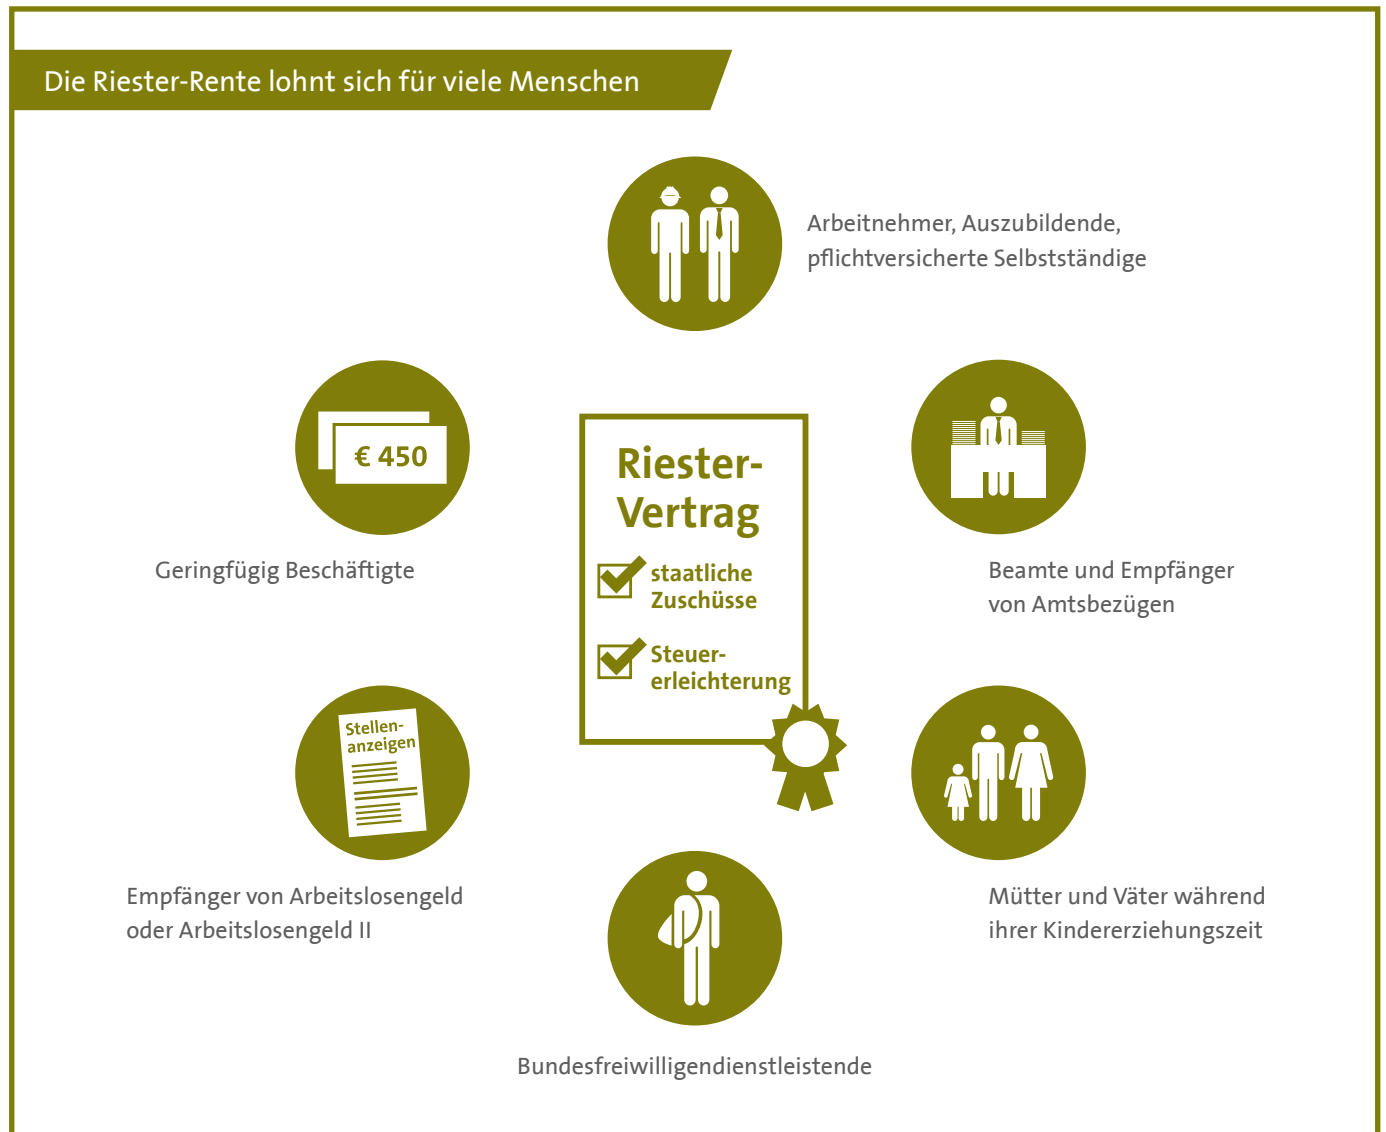 Die Riester-Rente lohnt sich für viele Menschen
Arbeitnehmer, Auszubildende,
pflichtversicherte Selbstständige
€ 450
Geringfügig Beschäftigte
Riester-
Vertrag
staatliche
Zuschüsse
Steuer-
erleichterung
Beamte und Empfänger
von Amtsbezügen
Stellen-
anzeigen
Empfänger von Arbeitslosengeld
oder Arbeitslosengeld II
Mütter und Väter während
ihrer Kindererziehungszeit
Bundesfreiwilligendienstleistende